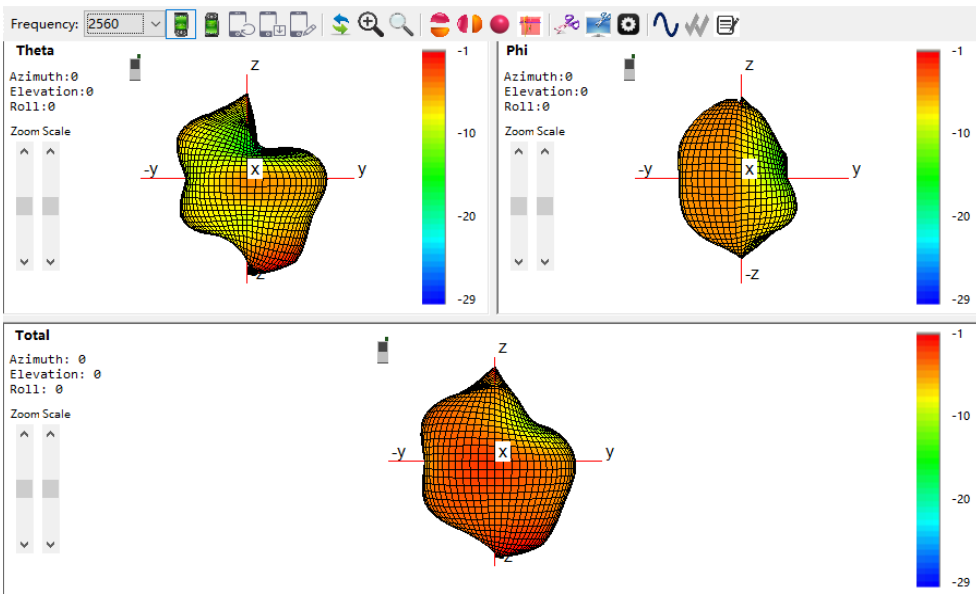 Frequency: 2560
Theta
Azimuth:0
Elevation:0
Roll:0
Zoom Scale
z
-y
x
y
-z
-1
-10
-20
-29
Phi
Azimuth:0
Elevation:0
Roll:0
Zoom Scale
z
-y
x
y
-z
-1
-10
-20
-29
Total
Azimuth: 0
Elevation: 0
Roll: 0
Zoom Scale
z
-y
x
y
-z
-1
-10
-20
-29